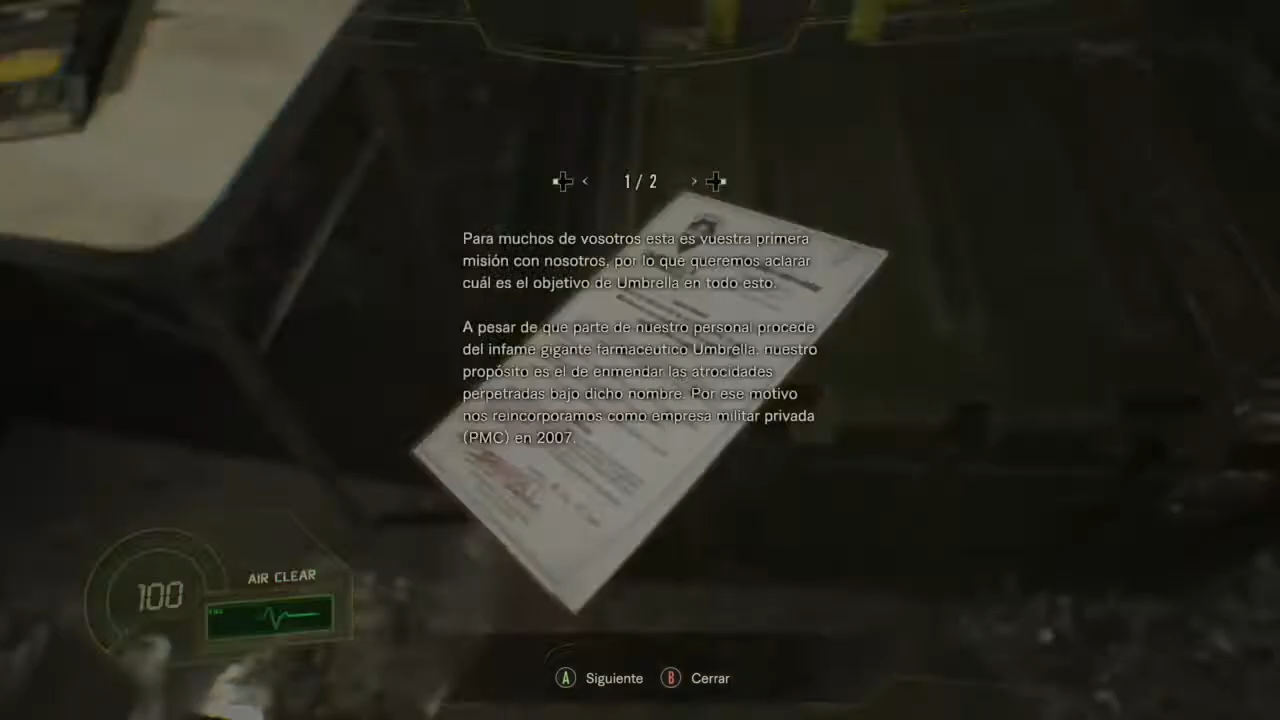 < 1 / 2 >
Para muchos de vosotros esta es vuestra primera
misión con nosotros, por lo que queremos aclarar
cuál es el objetivo de Umbrella en todo esto.
A pesar de que parte de nuestro personal procede
del infame gigante farmacéutico Umbrella, nuestro
propósito es el de enmendar las atrocidades
perpetradas bajo dicho nombre. Por ese motivo
nos reincorporamos como empresa militar privada
(PMC) en 2007.
100
AIR CLEAR
A Siguiente B Cerrar